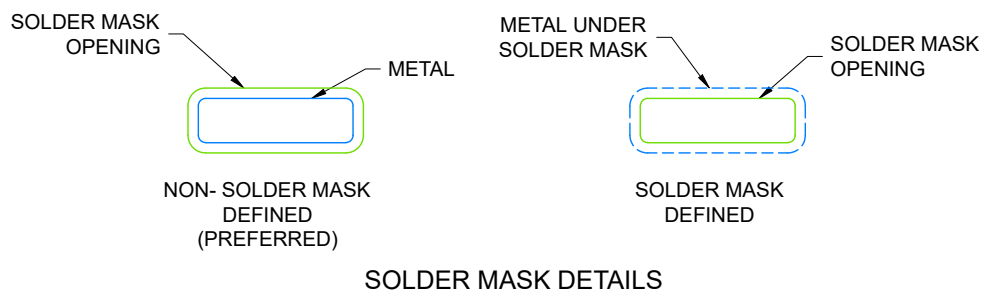 SOLDER MASK
OPENING
METAL
NON- SOLDER MASK
DEFINED
(PREFERRED)
METAL UNDER
SOLDER MASK
SOLDER MASK
OPENING
SOLDER MASK
DEFINED
SOLDER MASK DETAILS